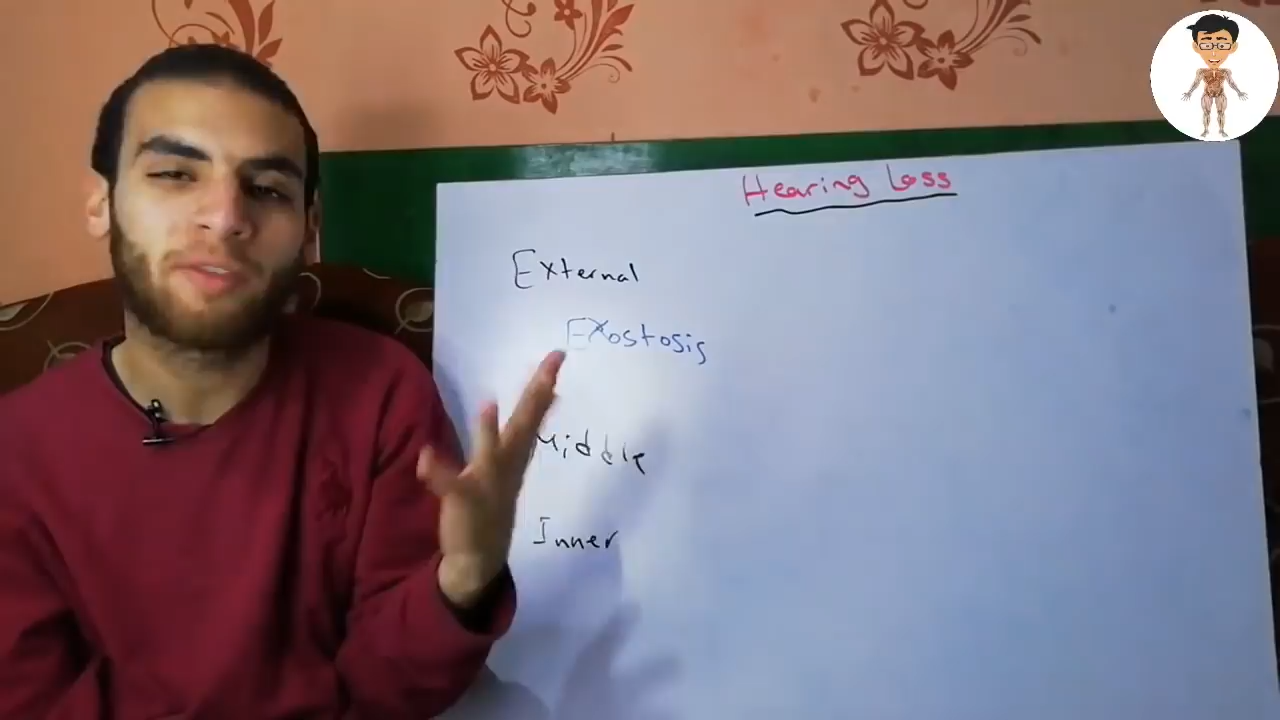 Hearing Loss
External
Exostosis
Middle
Inner